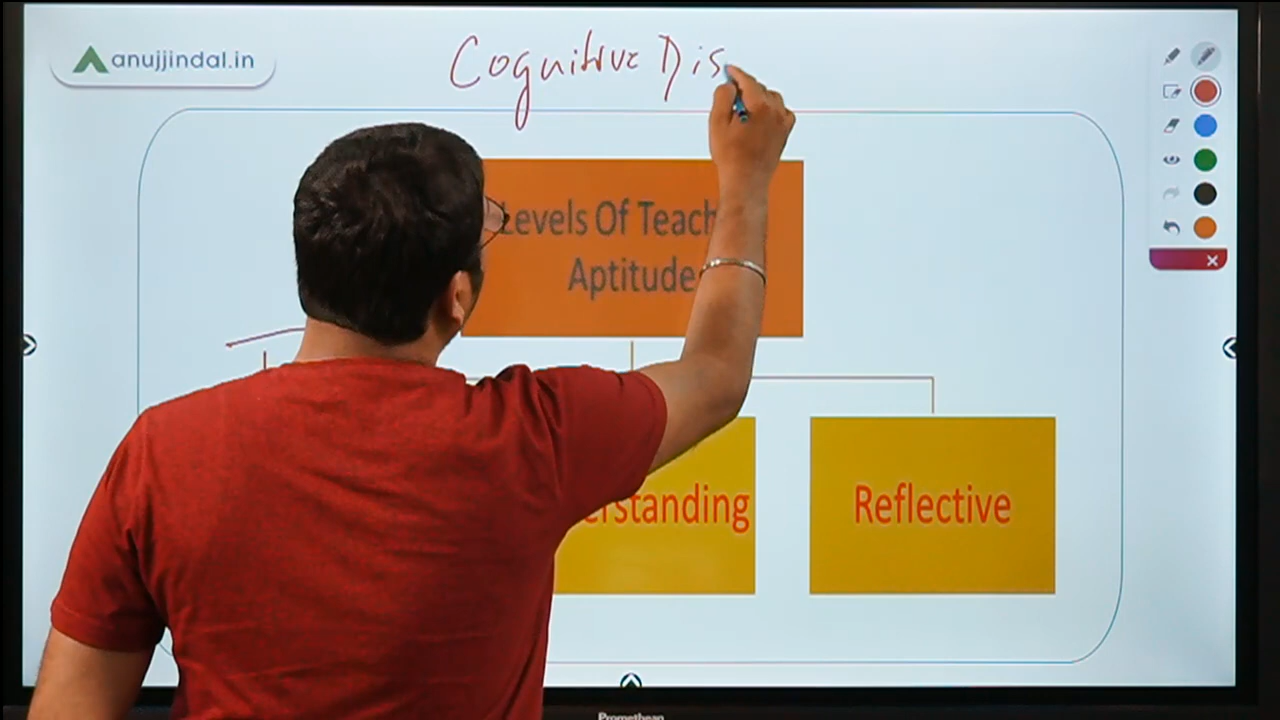 anujjindal.in
Cognitive Dis
Levels Of Teach
Aptitude
erstanding
Reflective
Promethean